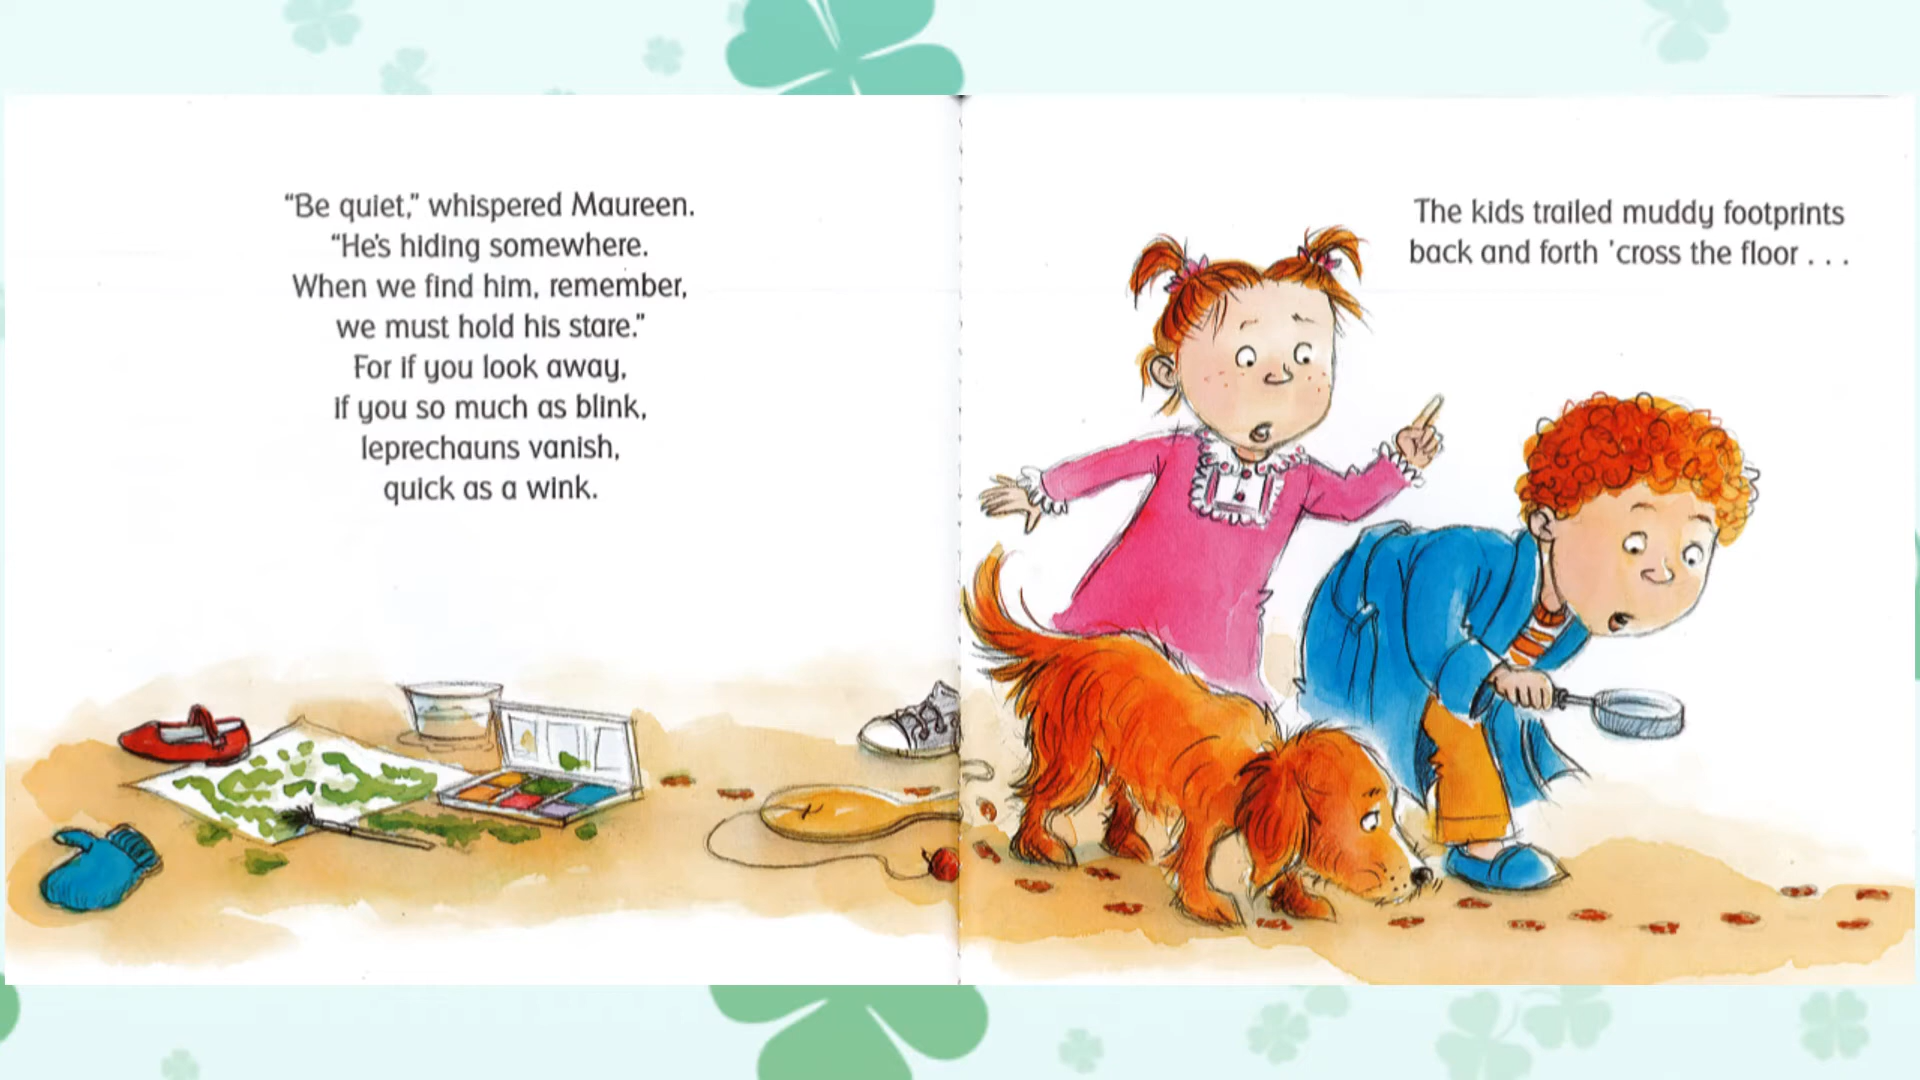 “Be quiet,” whispered Maureen.
“He's hiding somewhere.
When we find him, remember,
we must hold his stare.”
For if you look away,
If you so much as blink,
leprechauns vanish,
quick as a wink.
The kids trailed muddy footprints
back and forth 'cross the floor . . .